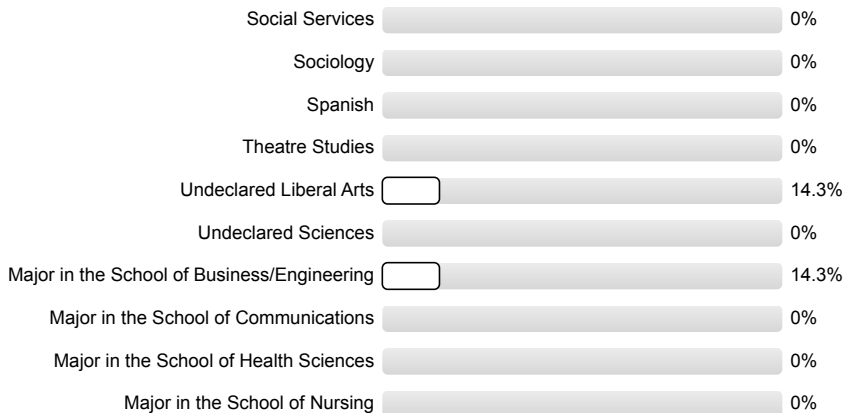 Social Services 0%
Sociology 0%
Spanish 0%
Theatre Studies 0%
Undeclared Liberal Arts 14.3%
Undeclared Sciences 0%
Major in the School of Business/Engineering 14.3%
Major in the School of Communications 0%
Major in the School of Health Sciences 0%
Major in the School of Nursing 0%